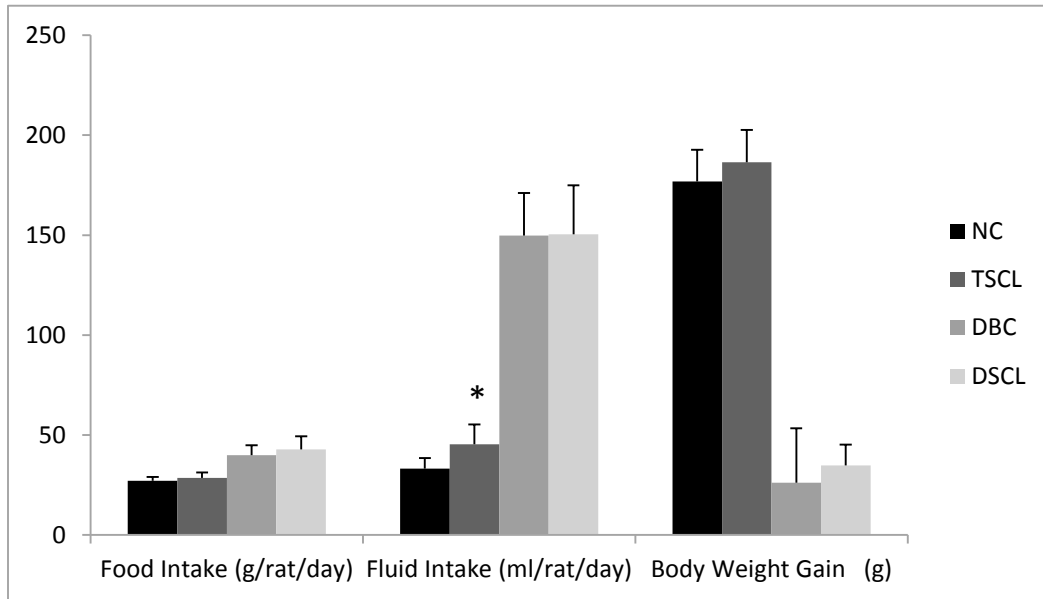 250
200
150
100
50
0
*
Food Intake (g/rat/day) Fluid Intake (ml/rat/day) Body Weight Gain (g)
NC
TSCL
DBC
DSCL